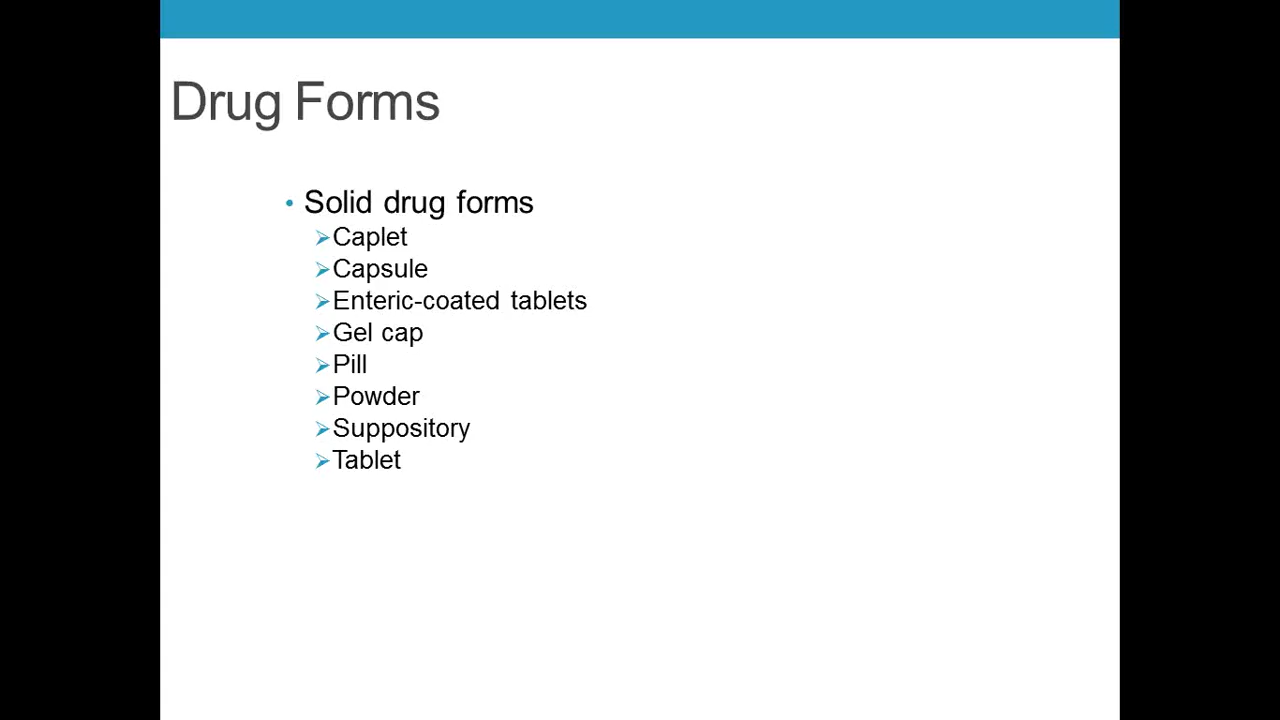 Drug Forms
• Solid drug forms
➢Caplet
➢Capsule
➢Enteric-coated tablets
➢Gel cap
➢Pill
➢Powder
➢Suppository
➢Tablet